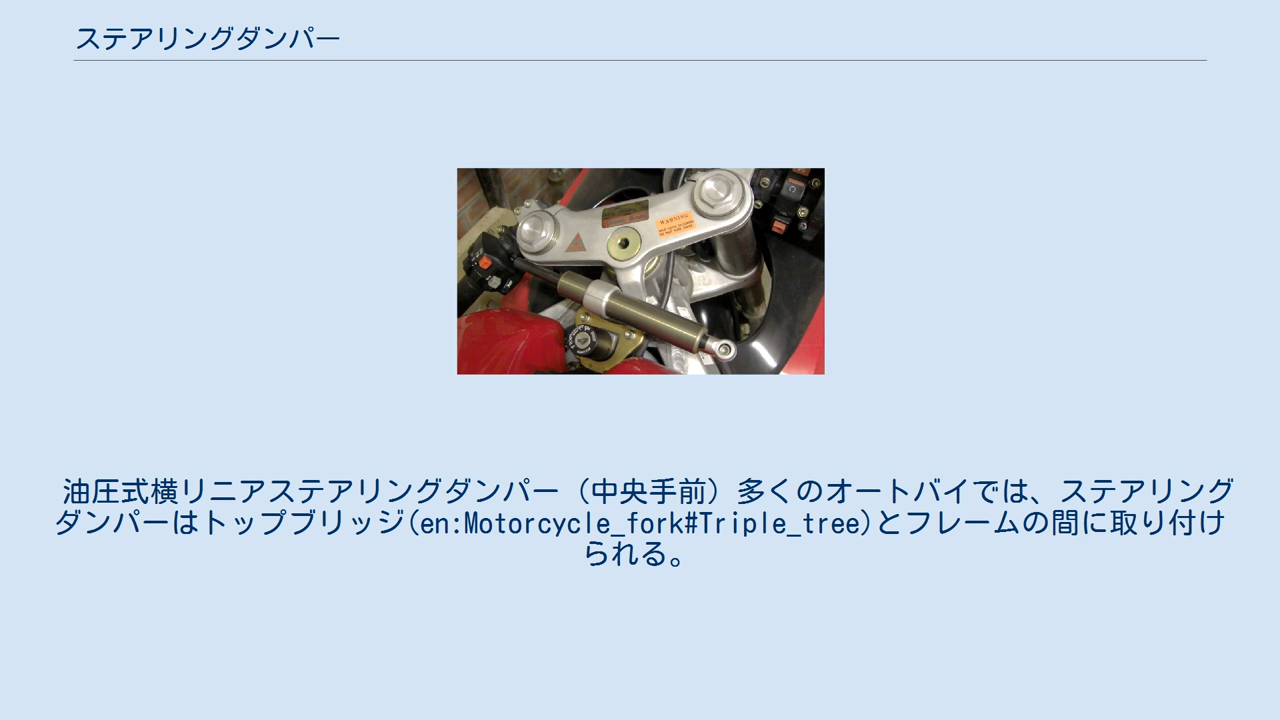 ステアリングダンパー
WARNING
油圧式横リニアステアリングダンパー（中央手前）多くのオートバイでは、ステアリング
ダンパーはトップブリッジ(en:Motorcycle_fork#Triple_tree)とフレームの間に取り付け
られる。